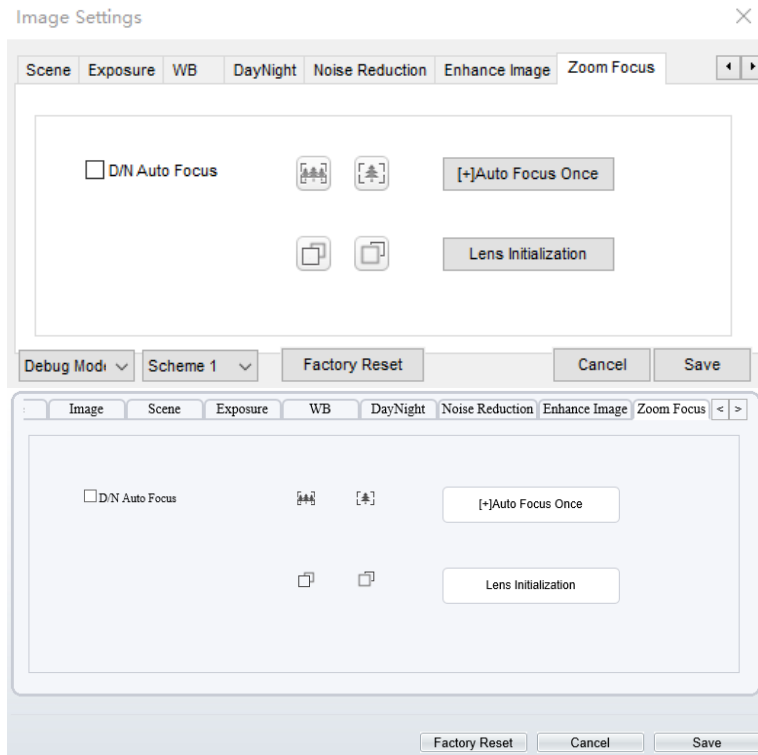 Image Settings
Scene Exposure WB DayNight Noise Reduction Enhance Image Zoom Focus
D/N Auto Focus [+]Auto Focus Once
Lens Initialization
Debug Mod Scheme 1 Factory Reset Cancel Save
Image Scene Exposure WB DayNight Noise Reduction Enhance Image Zoom Focus < >
D/N Auto Focus [+]Auto Focus Once
Lens Initialization
Factory Reset Cancel Save